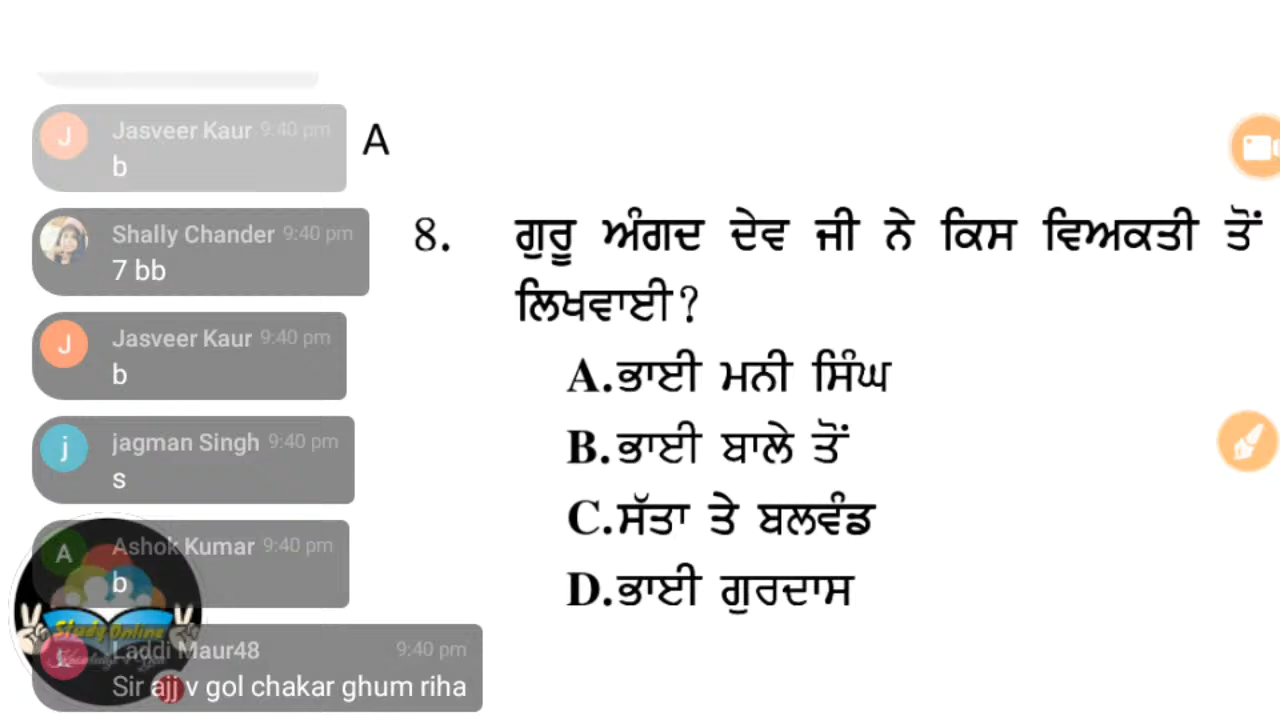 Jasveer Kaur 9:40 pm
b
A
Shally Chander 9:40 pm
7 bb
Jasveer Kaur 9:40 pm
b
jagman Singh 9:40 pm
s
Ashok Kumar 9:40 pm
b
Laddi Maur48 9:40 pm
Sir ajj v gol chakar ghum riha
8. ਗੁਰੂ ਅੰਗਦ ਦੇਵ ਜੀ ਨੇ ਕਿਸ ਵਿਅਕਤੀ ਤੋਂ
ਲਿਖਵਾਈ?
A.ਭਾਈ ਮਨੀ ਸਿੰਘ
B.ਭਾਈ ਬਾਲੇ ਤੋਂ
C.ਸੱਤਾ ਤੇ ਬਲਵੰਡ
D.ਭਾਈ ਗੁਰਦਾਸ
J
J
j
A
Study Online